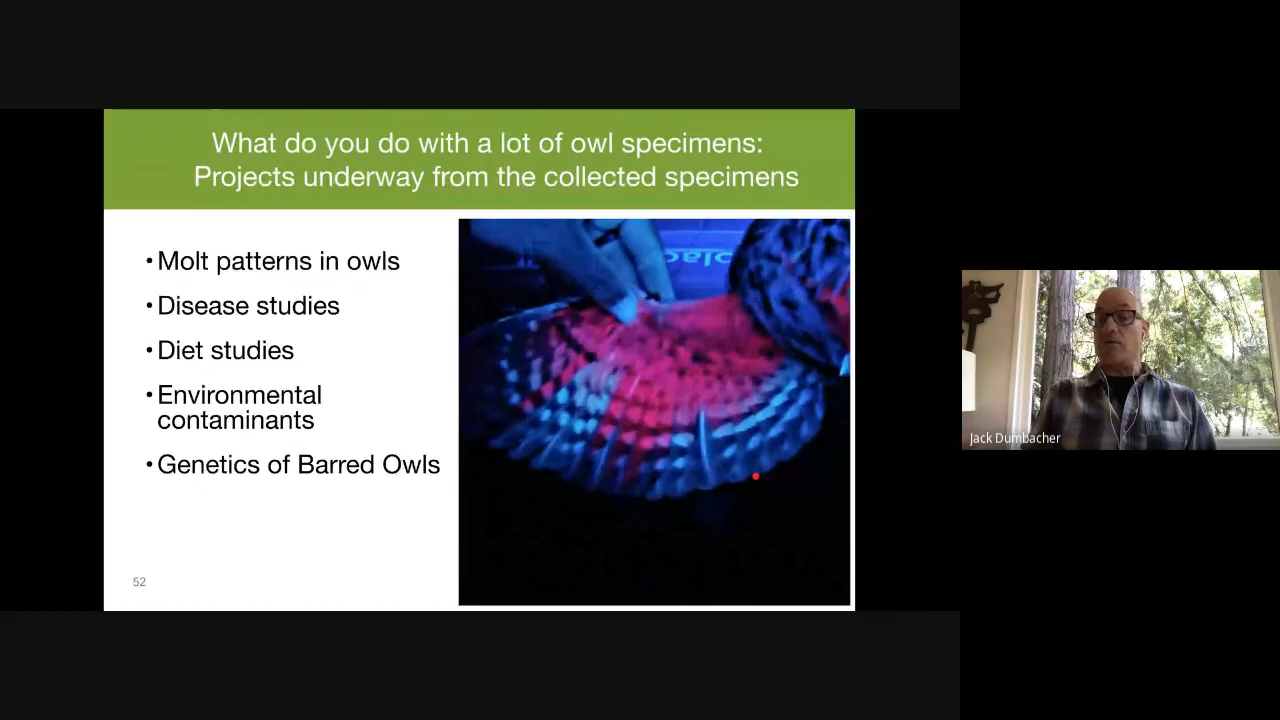 What do you do with a lot of owl specimens:
Projects underway from the collected specimens
• Molt patterns in owls
• Disease studies
• Diet studies
• Environmental
contaminants
• Genetics of Barred Owls
52
Jack Dumbacher